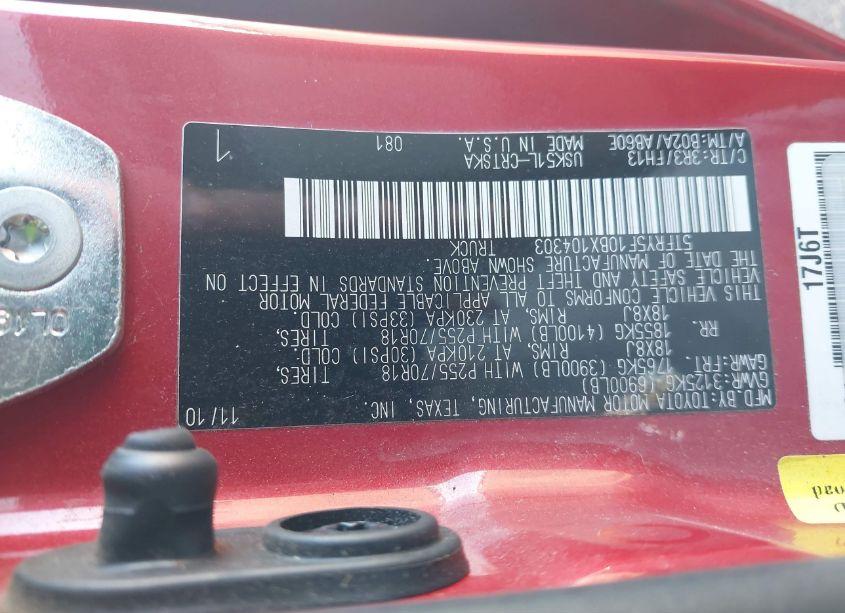 MFD.BY:TOYOTA MOTOR MANUFACTURING, TEXAS, INC. 11/10
GVWR:3125KG (6900LB)
GAWR:FRT. 1765KG (3900LB) WITH P255/70R18 TIRES,
18X8J RIMS, AT 210KPA (30PSI) COLD.
RR. 1855KG (4100LB) WITH P255/70R18 TIRES,
18X8J RIMS, AT 230KPA (33PSI) COLD.
THIS VEHICLE CONFORMS TO ALL APPLICABLE FEDERAL MOTOR
VEHICLE SAFETY AND THEFT PREVENTION STANDARDS IN EFFECT ON
THE DATE OF MANUFACTURE SHOWN ABOVE.
5TFRY5F10BX104303 TRUCK
C/TR:3R3/FH13 USK51L-CRTSKA 1
A/TM:B02A/AB60E MADE IN U.S.A. 081
17J6T
oad